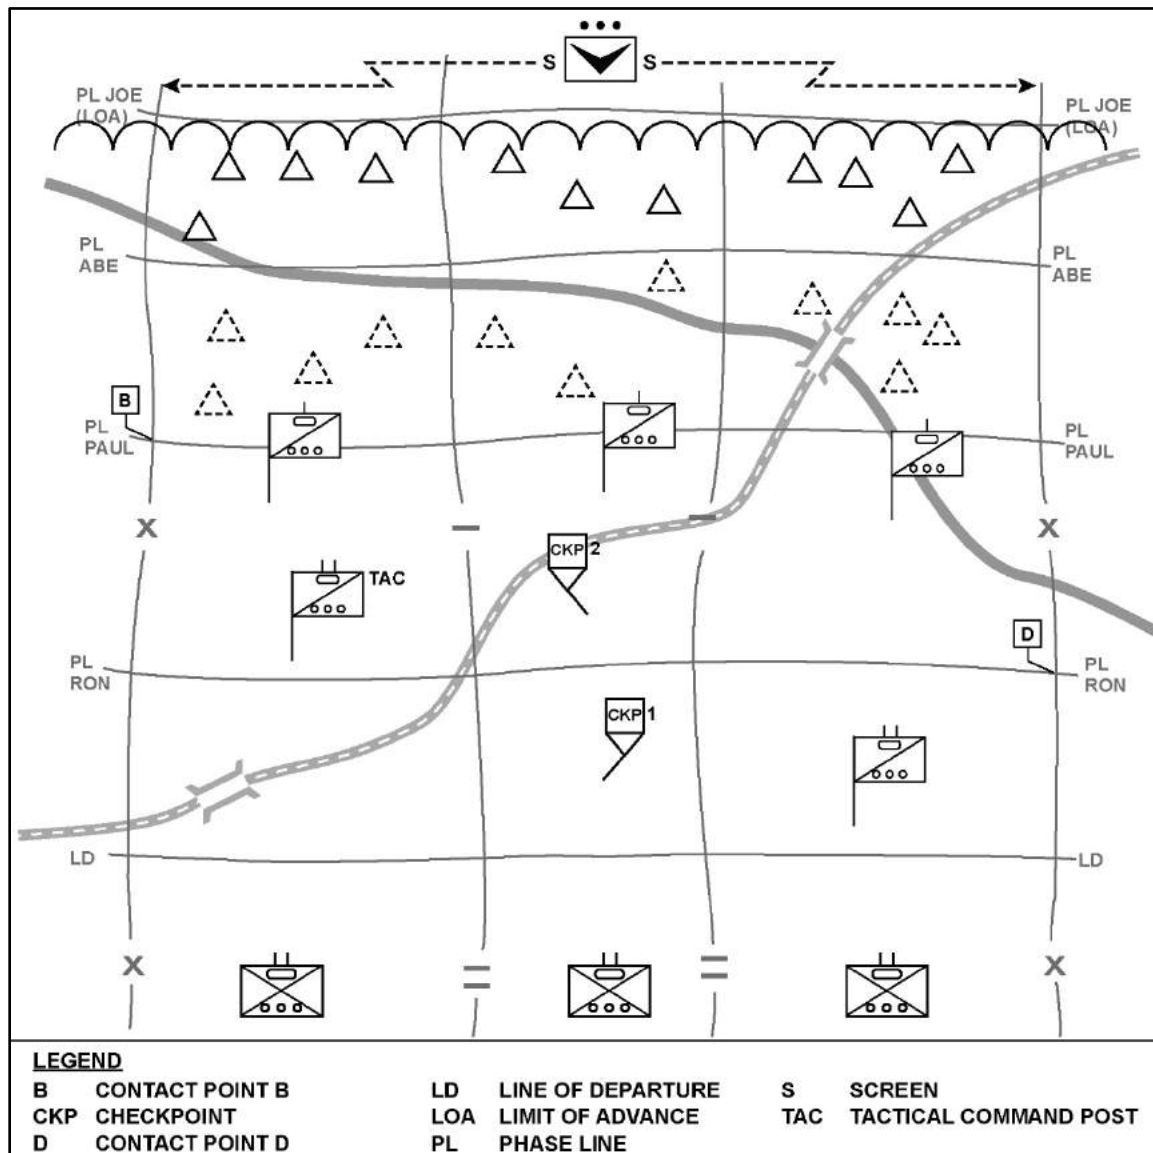 S S
PL JOE
(LOA)
PL JOE
(LOA)
PL
ABE
PL
ABE
B
PL
PAUL
PL
PAUL
X
X
CKP 2
TAC
D
PL
RON
PL
RON
CKP 1
LD
LD
X
X
LEGEND
B CONTACT POINT B
CKP CHECKPOINT
D CONTACT POINT D
LD LINE OF DEPARTURE
LOA LIMIT OF ADVANCE
PL PHASE LINE
S SCREEN
TAC TACTICAL COMMAND POST